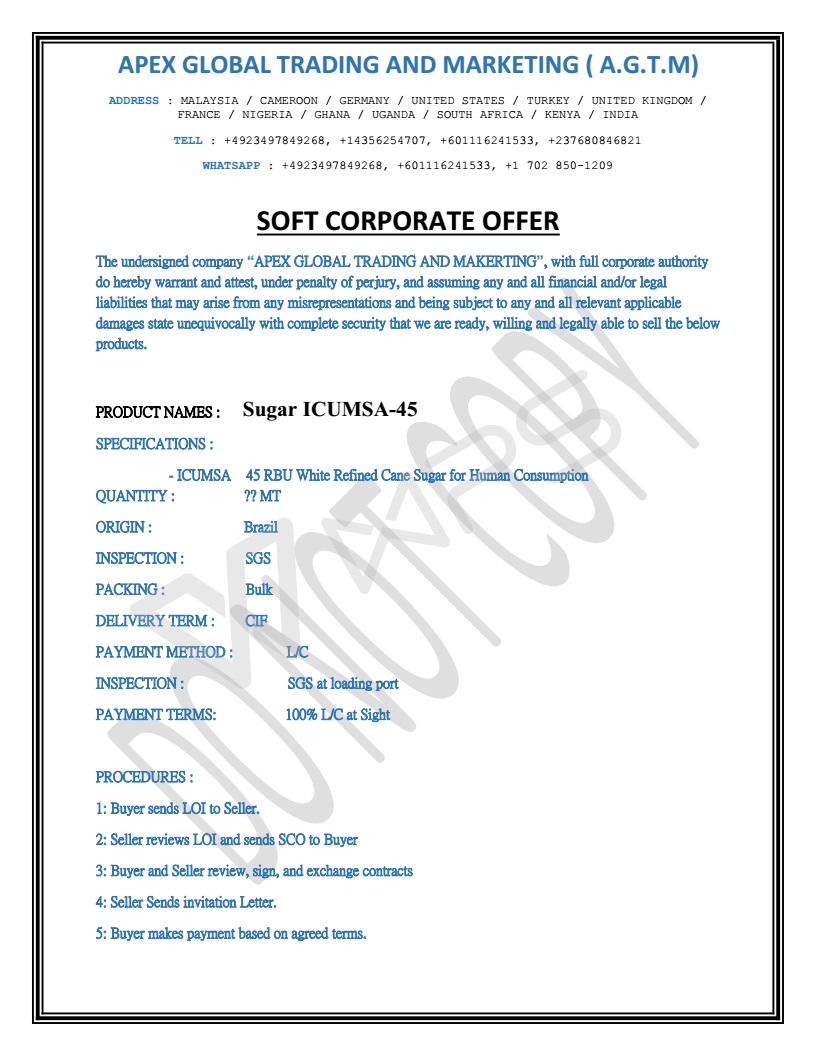 APEX GLOBAL TRADING AND MARKETING ( A.G.T.M)
ADDRESS : MALAYSIA / CAMEROON / GERMANY / UNITED STATES / TURKEY / UNITED KINGDOM /
FRANCE / NIGERIA / GHANA / UGANDA / SOUTH AFRICA / KENYA / INDIA
TELL : +4923497849268, +14356254707, +601116241533, +237680846821
WHATSAPP : +4923497849268, +601116241533, +1 702 850-1209
SOFT CORPORATE OFFER
The undersigned company “APEX GLOBAL TRADING AND MAKERTING”, with full corporate authority
do hereby warrant and attest, under penalty of perjury, and assuming any and all financial and/or legal
liabilities that may arise from any misrepresentations and being subject to any and all relevant applicable
damages state unequivocally with complete security that we are ready, willing and legally able to sell the below
products.
PRODUCT NAMES : Sugar ICUMSA-45
SPECIFICATIONS :
- ICUMSA 45 RBU White Refined Cane Sugar for Human Consumption
QUANTITY : ?? MT
ORIGIN : Brazil
INSPECTION : SGS
PACKING : Bulk
DELIVERY TERM : CIF
PAYMENT METHOD : L/C
INSPECTION : SGS at loading port
PAYMENT TERMS: 100% L/C at Sight
PROCEDURES :
1: Buyer sends LOI to Seller.
2: Seller reviews LOI and sends SCO to Buyer
3: Buyer and Seller review, sign, and exchange contracts
4: Seller Sends invitation Letter.
5: Buyer makes payment based on agreed terms.
DO NOT COPY